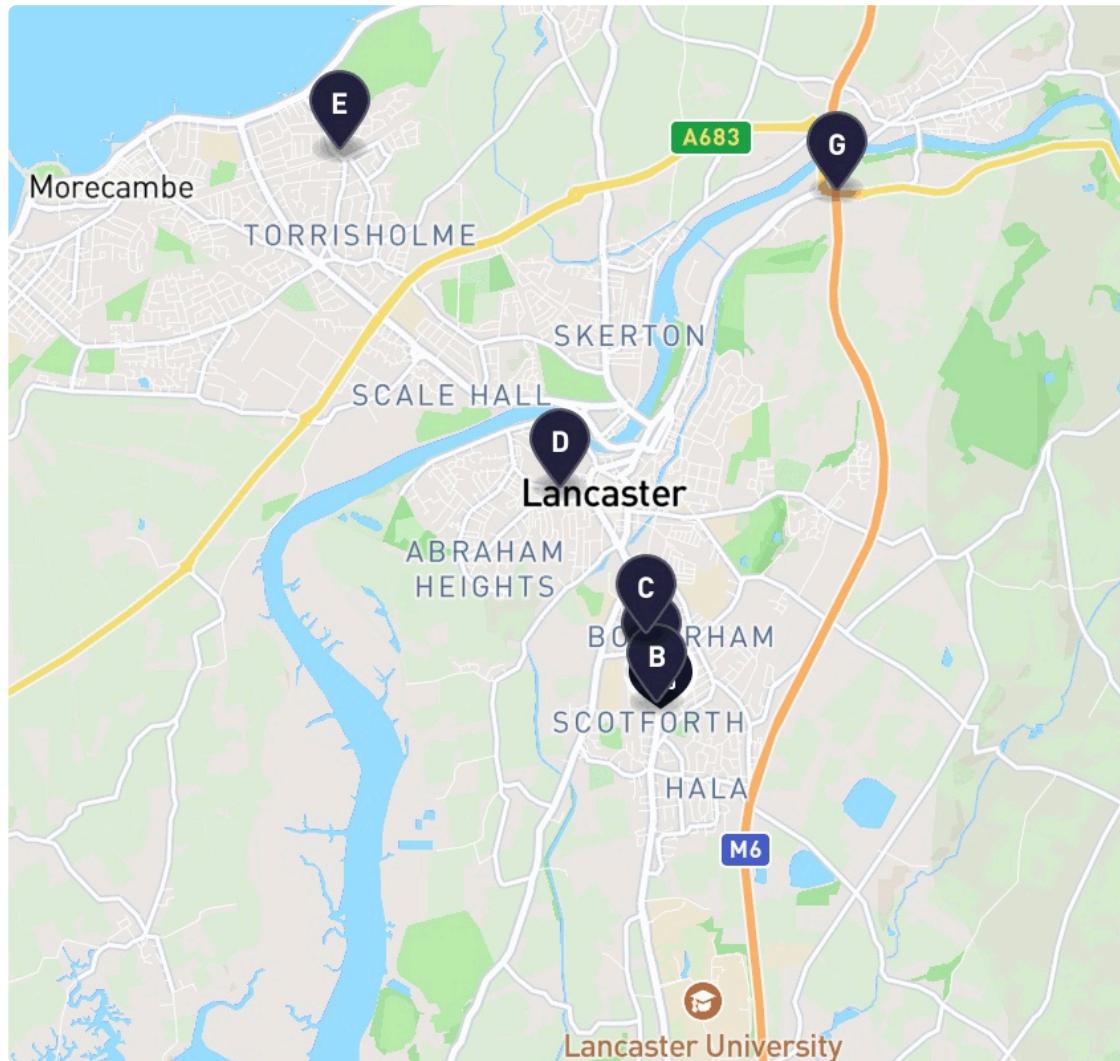 E
A683
G
Morecambe
TORRISHOLME
SKERTON
SCALE HALL
D
Lancaster
ABRAHAM
HEIGHTS
C
B
SCOTFORTH
HALA
M6
Lancaster University